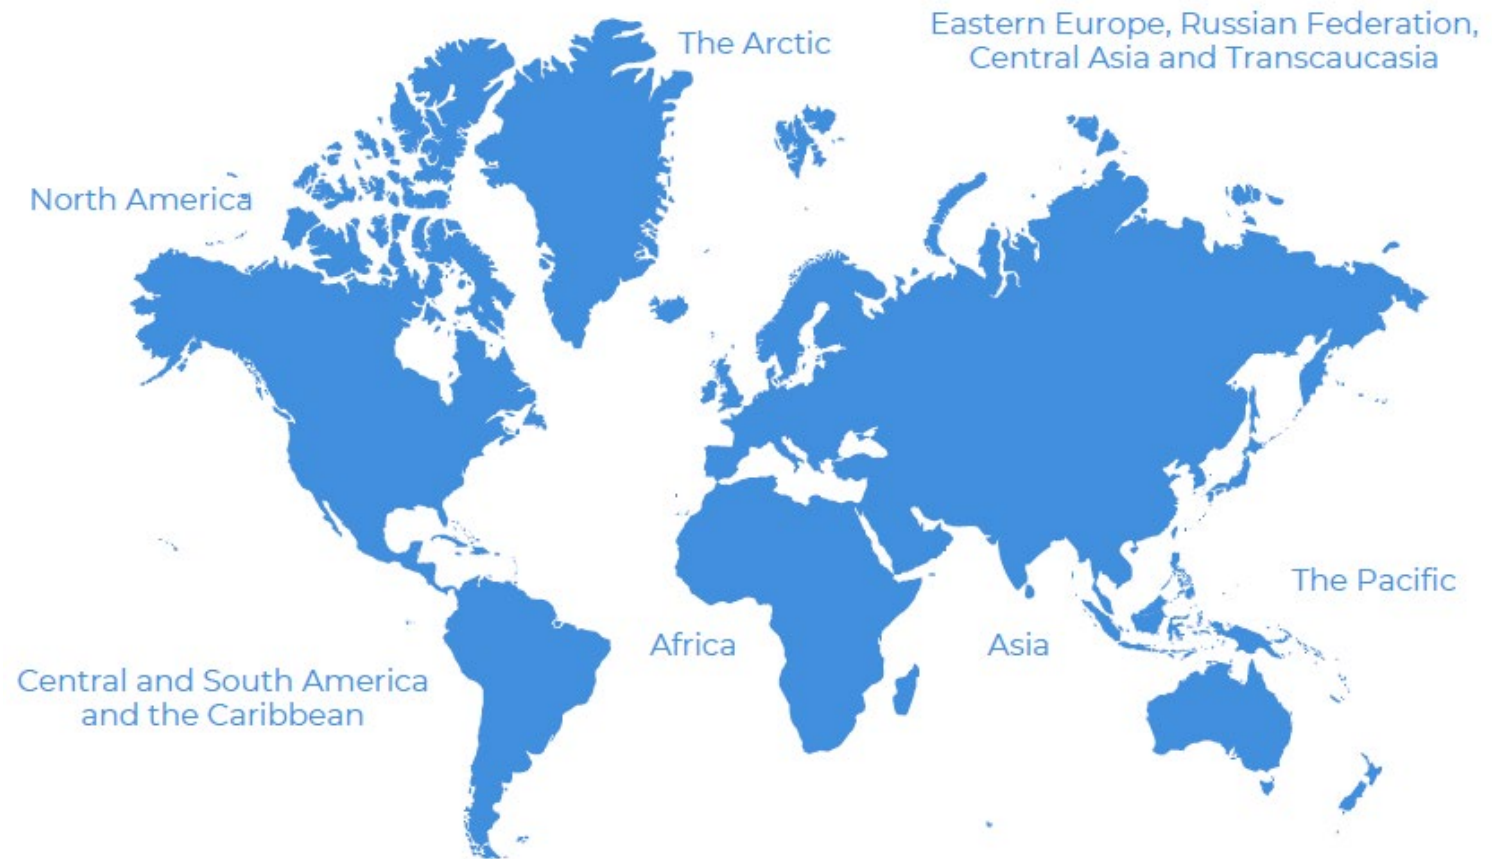 The Arctic
Eastern Europe, Russian Federation,
Central Asia and Transcaucasia
North America
The Pacific
Africa
Asia
Central and South America
and the Caribbean